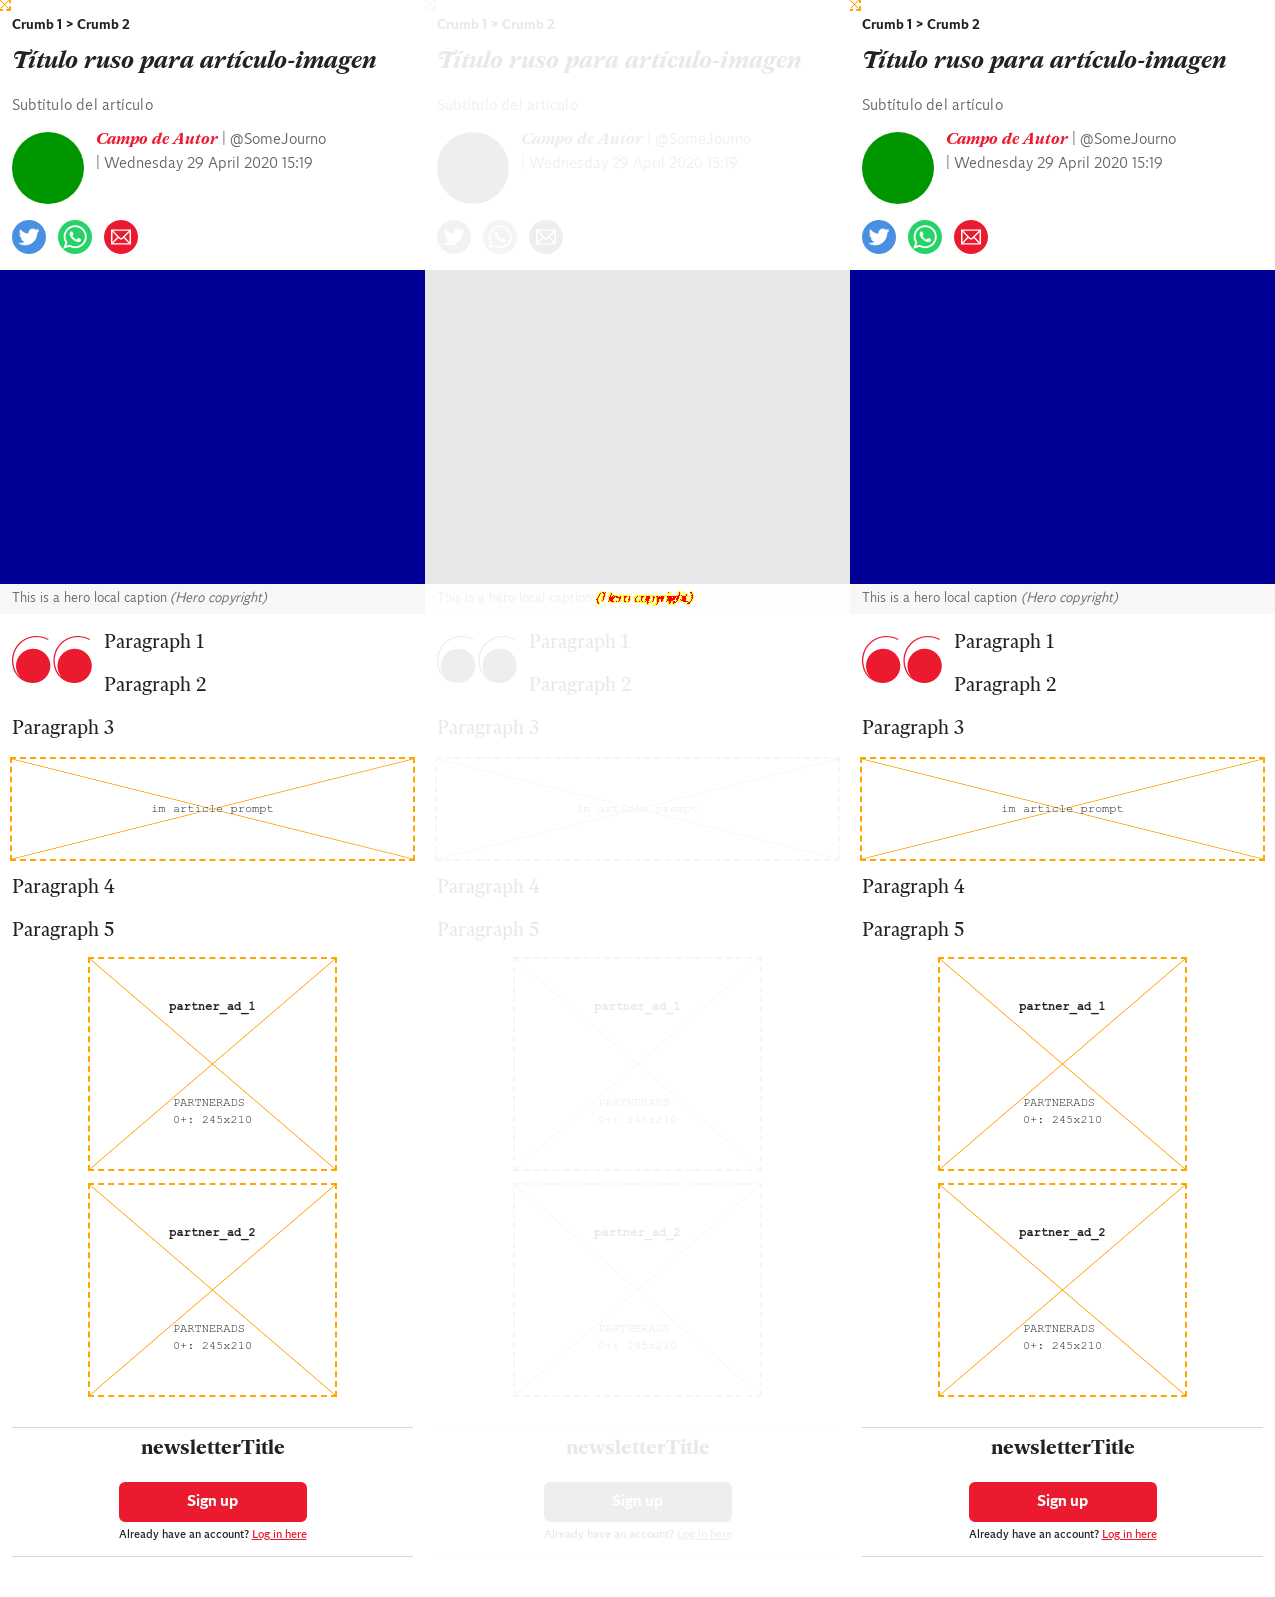 Crumb 1 > Crumb 2
Título ruso para artículo-imagen
Subtítulo del artículo
Campo de Autor | @SomeJourno
| Wednesday 29 April 2020 15:19
This is a hero local caption (Hero copyright)
Paragraph 1
Paragraph 2
Paragraph 3
im article prompt
Paragraph 4
Paragraph 5
partner_ad_1
PARTNERADS
0+: 245x210
partner_ad_2
PARTNERADS
0+: 245x210
newsletterTitle
Sign up
Already have an account? Log in here
Crumb 1 > Crumb 2
Título ruso para artículo-imagen
Subtítulo del artículo
Campo de Autor | @SomeJourno
| Wednesday 29 April 2020 15:19
This is a hero local caption (Hero copyright)
Paragraph 1
Paragraph 2
Paragraph 3
im article prompt
Paragraph 4
Paragraph 5
partner_ad_1
PARTNERADS
0+: 245x210
partner_ad_2
PARTNERADS
0+: 245x210
newsletterTitle
Sign up
Already have an account? Log in here
Crumb 1 > Crumb 2
Título ruso para artículo-imagen
Subtítulo del artículo
Campo de Autor | @SomeJourno
| Wednesday 29 April 2020 15:19
This is a hero local caption (Hero copyright)
Paragraph 1
Paragraph 2
Paragraph 3
im article prompt
Paragraph 4
Paragraph 5
partner_ad_1
PARTNERADS
0+: 245x210
partner_ad_2
PARTNERADS
0+: 245x210
newsletterTitle
Sign up
Already have an account? Log in here